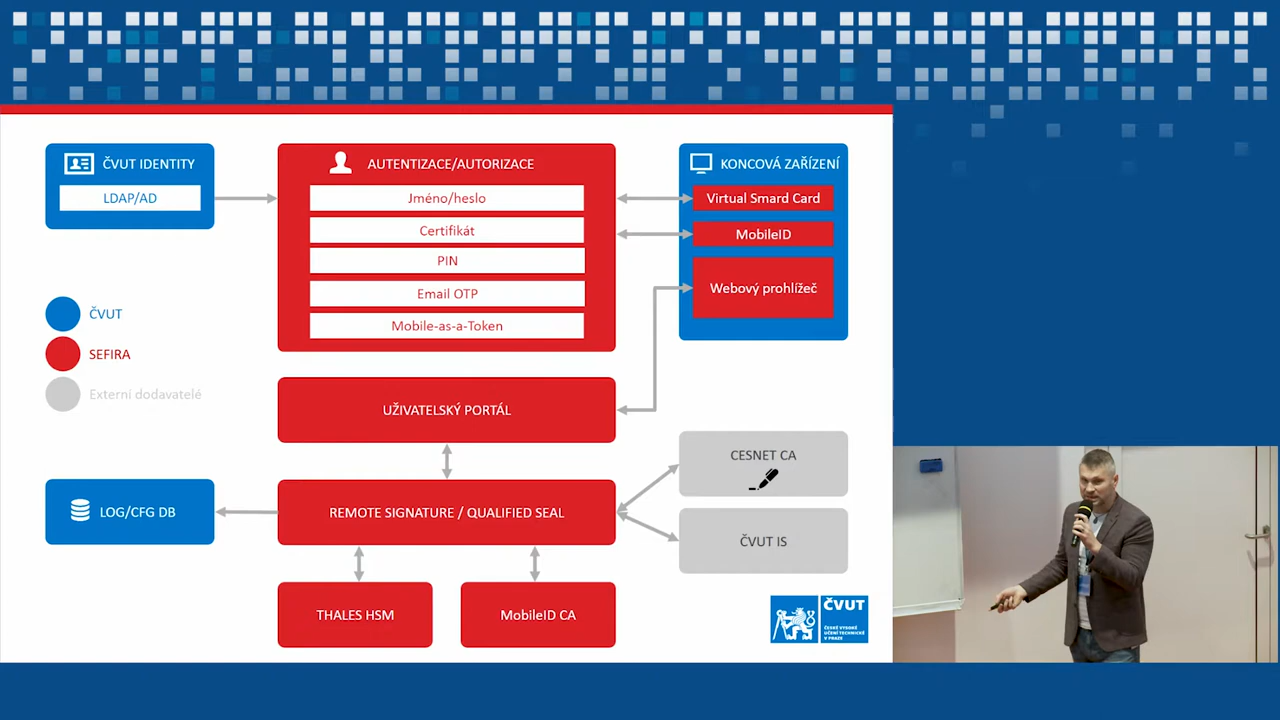 ČVUT IDENTITY
LDAP/AD
AUTENTIZACE/AUTORIZACE
Jméno/heslo
Certifikát
PIN
Email OTP
Mobile-as-a-Token
KONCOVÁ ZAŘÍZENÍ
Virtual Smard Card
MobileID
Webový prohlížeč
ČVUT
SEFIRA
Externí dodavatelé
UŽIVATELSKÝ PORTÁL
LOG/CFG DB
REMOTE SIGNATURE / QUALIFIED SEAL
CESNET CA
ČVUT IS
THALES HSM
MobileID CA
ČVUT
ČESKÉ VYSOKÉ
UČENÍ TECHNICKÉ
V PRAZE